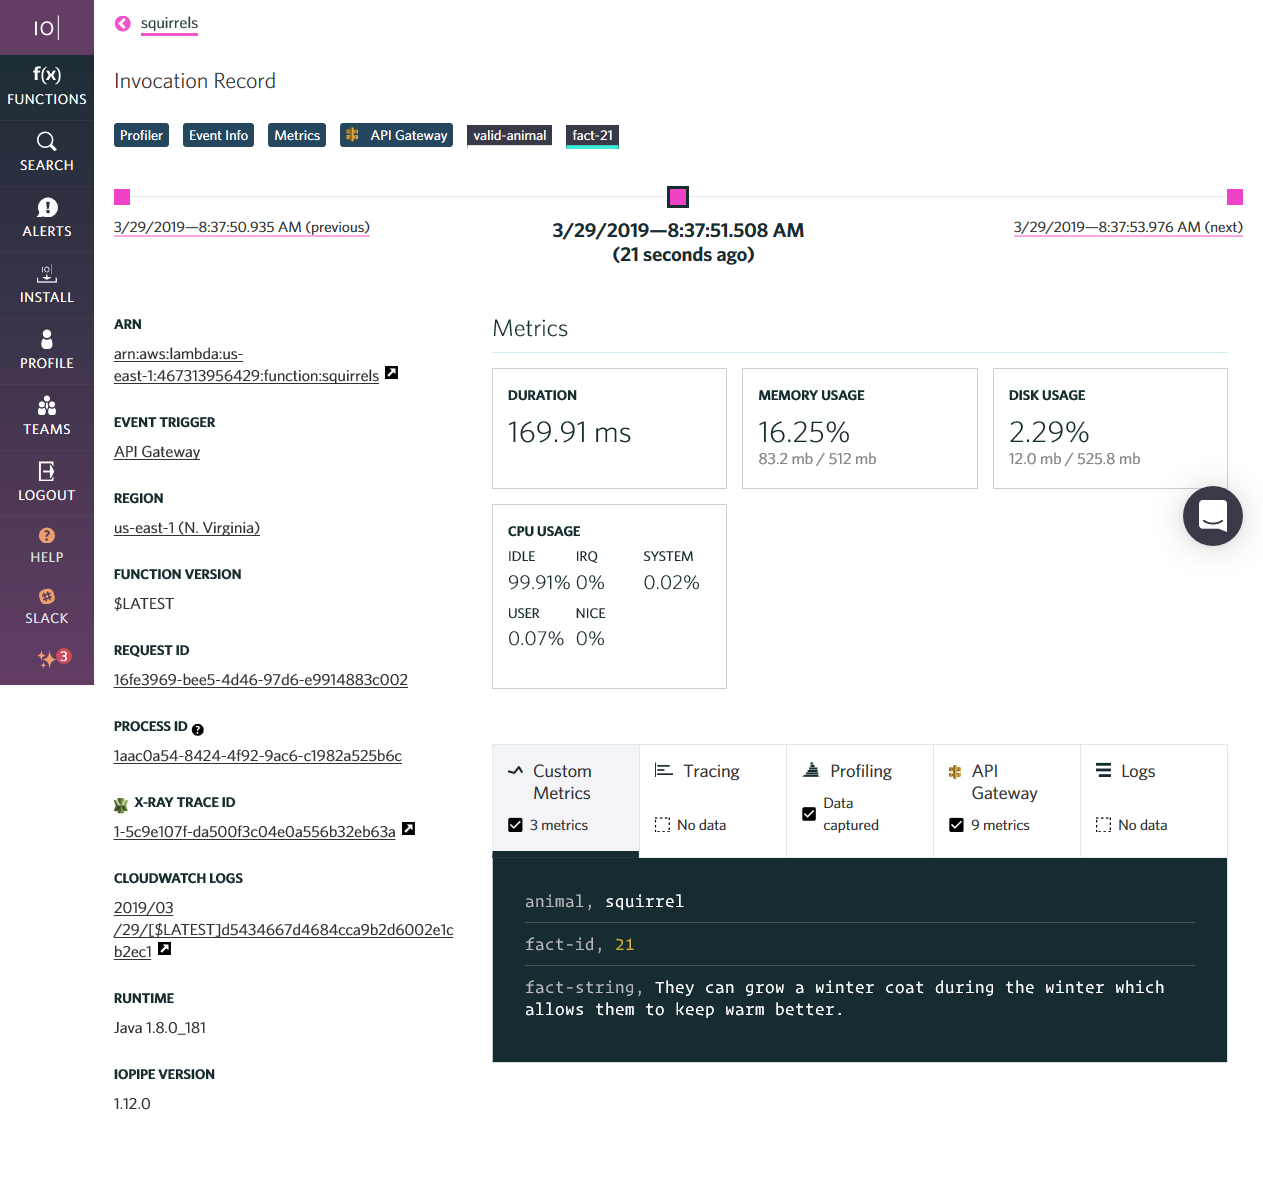 IO|
f(x)
FUNCTIONS
SEARCH
ALERTS
IO|
INSTALL
PROFILE
TEAMS
LOGOUT
HELP
SLACK
3
squirrels
Invocation Record
Profiler Event Info Metrics API Gateway valid-animal fact-21
3/29/2019—8:37:50.935 AM (previous)
3/29/2019—8:37:51.508 AM
(21 seconds ago)
3/29/2019—8:37:53.976 AM (next)
ARN
arn:aws:lambda:us-
east-1:467313956429:function:squirrels
EVENT TRIGGER
API Gateway
REGION
us-east-1 (N. Virginia)
FUNCTION VERSION
$LATEST
REQUEST ID
16fe3969-bee5-4d46-97d6-e9914883c002
PROCESS ID ?
1aac0a54-8424-4f92-9ac6-c1982a525b6c
X-RAY TRACE ID
1-5c9e107f-da500f3c04e0a556b32eb63a
CLOUDWATCH LOGS
2019/03
/29/[$LATEST]d5434667d4684cca9b2d6002e1c
b2ec1
RUNTIME
Java 1.8.0_181
IOPIPE VERSION
1.12.0
Metrics
DURATION
169.91 ms
MEMORY USAGE
16.25%
83.2 mb / 512 mb
DISK USAGE
2.29%
12.0 mb / 525.8 mb
CPU USAGE
IDLE IRQ SYSTEM
99.91% 0% 0.02%
USER NICE
0.07% 0%
Custom
Metrics
3 metrics
Tracing
No data
Profiling
Data
captured
API
Gateway
9 metrics
Logs
No data
animal, squirrel
fact-id, 21
fact-string, They can grow a winter coat during the winter which
allows them to keep warm better.